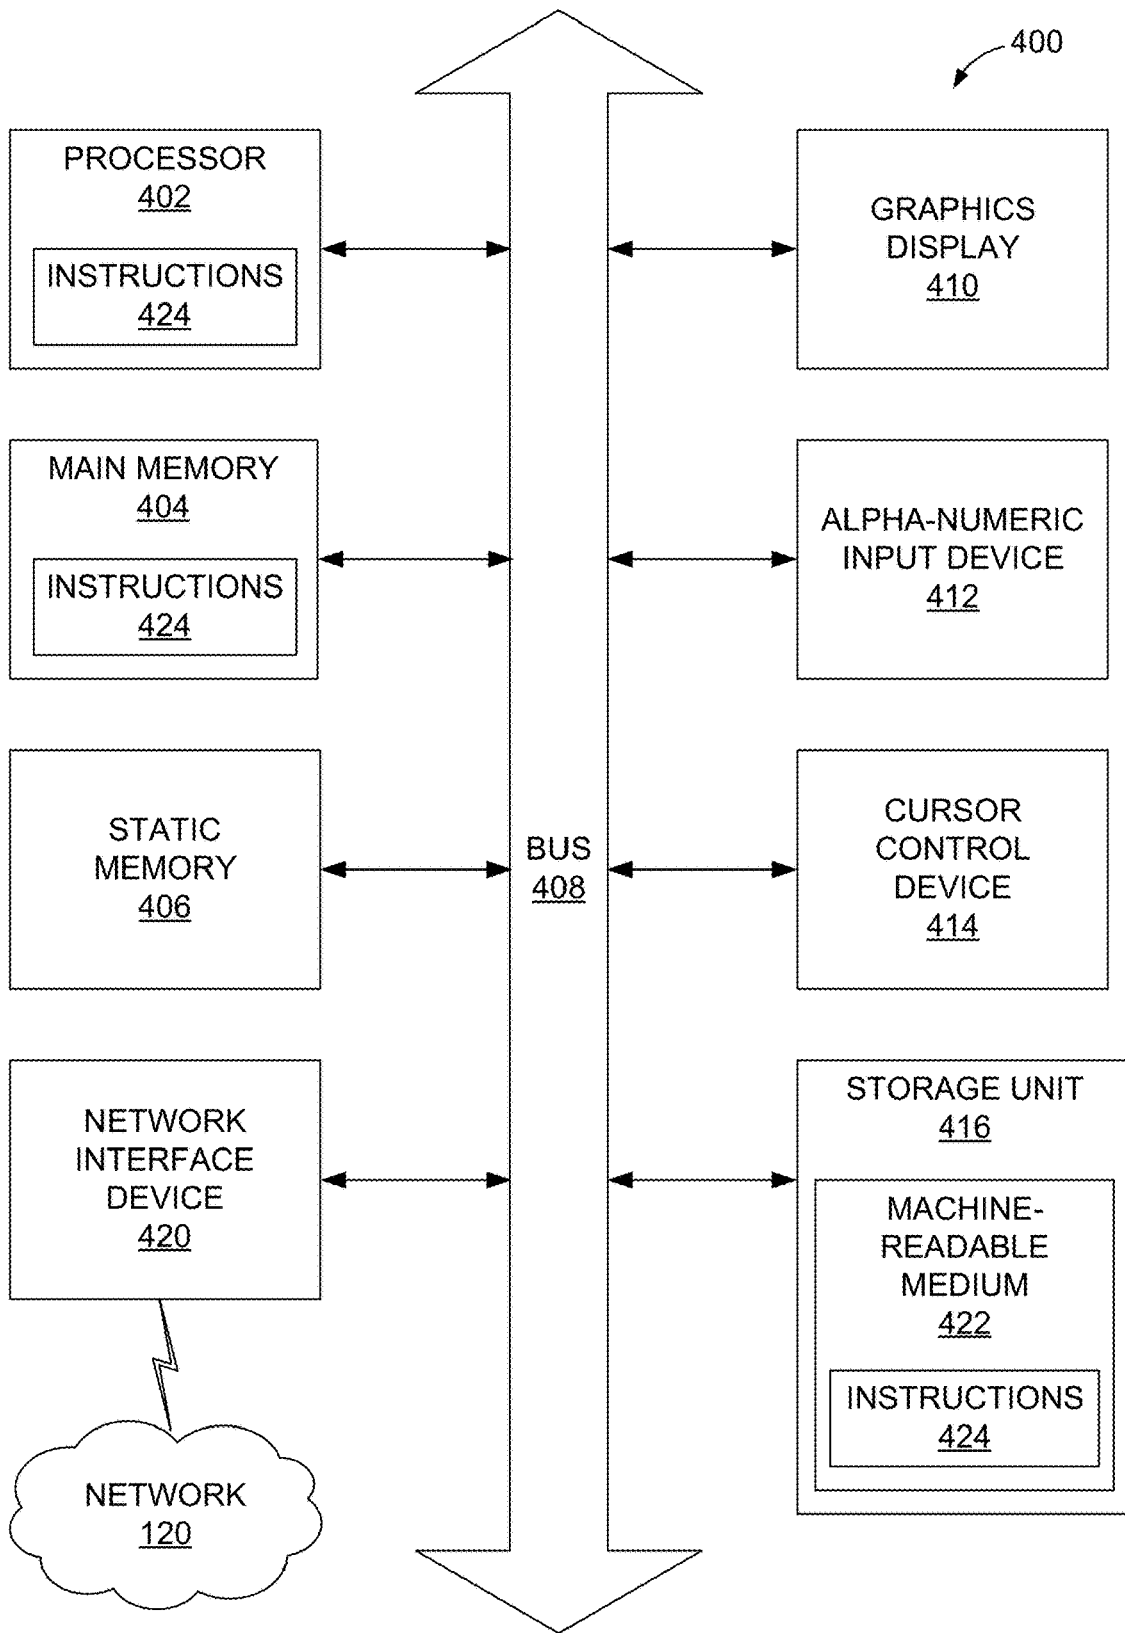 400
PROCESSOR
402
INSTRUCTIONS
424
GRAPHICS
DISPLAY
410
MAIN MEMORY
404
INSTRUCTIONS
424
ALPHA-NUMERIC
INPUT DEVICE
412
STATIC
MEMORY
406
BUS
408
CURSOR
CONTROL
DEVICE
414
NETWORK
INTERFACE
DEVICE
420
STORAGE UNIT
416
MACHINE-
READABLE
MEDIUM
422
INSTRUCTIONS
424
NETWORK
120